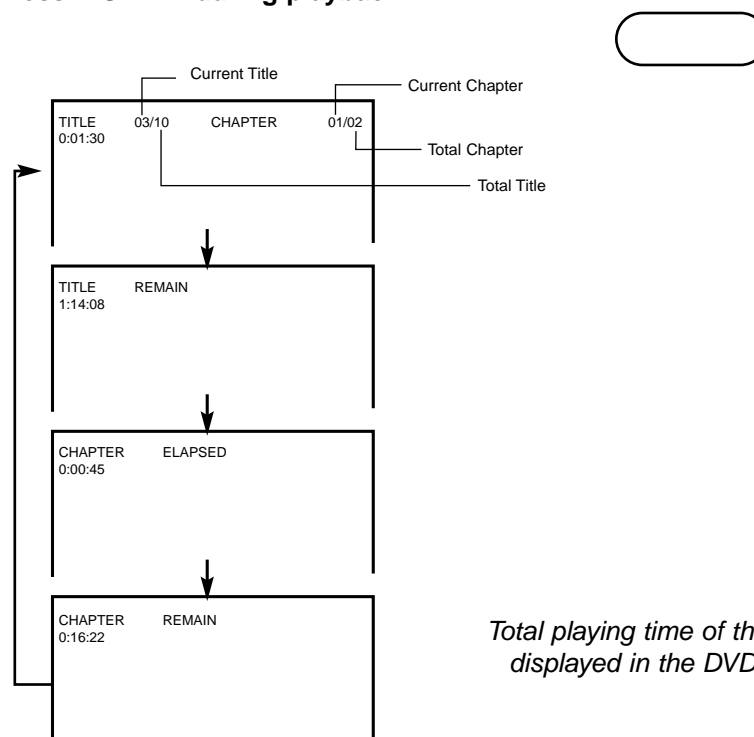 during playback
Current Title
Current Chapter
TITLE 03/10 CHAPTER 01/02
0:01:30
Total Chapter
Total Title
TITLE REMAIN
1:14:08
CHAPTER ELAPSED
0:00:45
CHAPTER REMAIN
0:16:22
Total playing time of th
displayed in the DVD